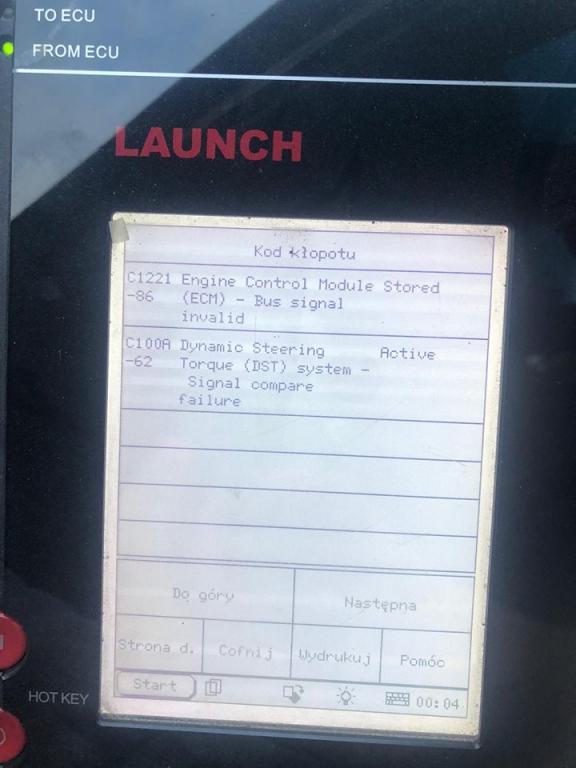 TO ECU
FROM ECU
LAUNCH
Kod kłopotu
C1221 Engine Control Module Stored
-86 (ECM) - Bus signal
invalid
C100A Dynamic Steering Active
-62 Torque (DST) system -
Signal compare
failure
Do góry Następna
Strona d. Cofnij Wydrukuj Pomóc
Start 00:04
HOT KEY